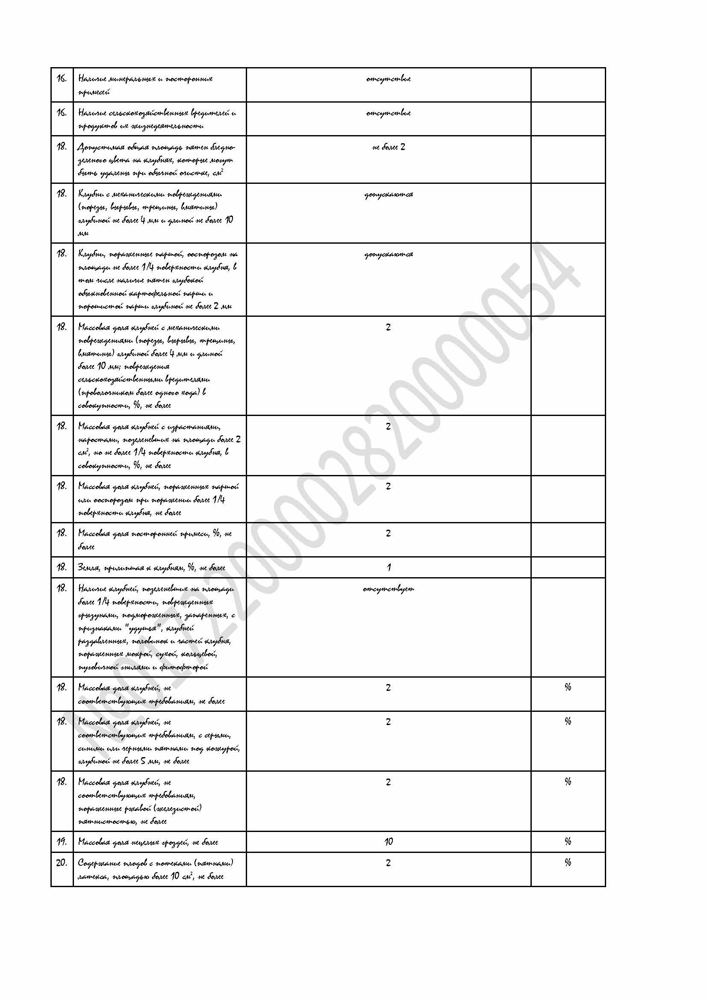 16. Наличие минеральных и посторонних отсутствие
примесей
16. Наличие сельскохозяйственных вредителей и отсутствие
продуктов их жизнедеятельности
18. Допустимая общая площадь пятен бледно- не более 2
зеленого цвета на клубнях, которые могут
быть удалены при обычной очистке, см²
18. Клубни с механическими повреждениями допускаются
(порезы, вырывы, трещины, вмятины)
глубиной не более 4 мм и длиной не более 10
мм
18. Клубни, пораженные паршой, ооспорозом на допускаются
площади не более 1/4 поверхности клубня, в
том числе наличие пятен глубокой
обыкновенной картофельной парши и
порошистой парши глубиной не более 2 мм
18. Массовая доля клубней с механическими 2
повреждениями (порезы, вырывы, трещины,
вмятины) глубиной более 4 мм и длиной
более 10 мм; повреждения
сельскохозяйственными вредителями
(проволочником более одного хода) в
совокупности, %, не более
18. Массовая доля клубней с израстаниями, 2
наростами, позеленевших на площади более 2
см², но не более 1/4 поверхности клубня, в
совокупности, %, не более
18. Массовая доля клубней, пораженных паршой 2
или ооспорозом при поражении более 1/4
поверхности клубня, не более
18. Массовая доля посторонней примеси, %, не 2
более
18. Земля, прилипшая к клубням, %, не более 1
18. Наличие клубней, позеленевших на площади отсутствует
более 1/4 поверхности, поврежденных
грызунами, подмороженных, запаренных, с
признаками "удушья", клубней
раздавленных, половинок и частей клубня,
пораженных мокрой, сухой, кольцевой,
пуговичной гнилями и фитофторой
18. Массовая доля клубней, не 2 %
соответствующих требованиям, не более
18. Массовая доля клубней, не 2 %
соответствующих требованиям, с серыми,
синими или черными пятнами под кожурой,
глубиной не более 5 мм, не более
18. Массовая доля клубней, не 2 %
соответствующих требованиям,
пораженные ржавой (железистой)
пятнистостью, не более
19. Массовая доля нецелых гроздей, не более 10 %
20. Содержание плодов с потеками (пятнами) 2 %
латекса, площадью более 10 см², не более
№01722000028200054